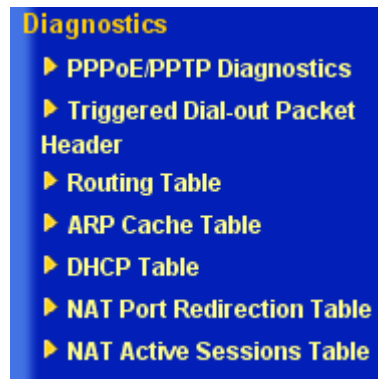 Diagnostics
PPPoE/PPTP Diagnostics
Triggered Dial-out Packet
Header
Routing Table
ARP Cache Table
DHCP Table
NAT Port Redirection Table
NAT Active Sessions Table